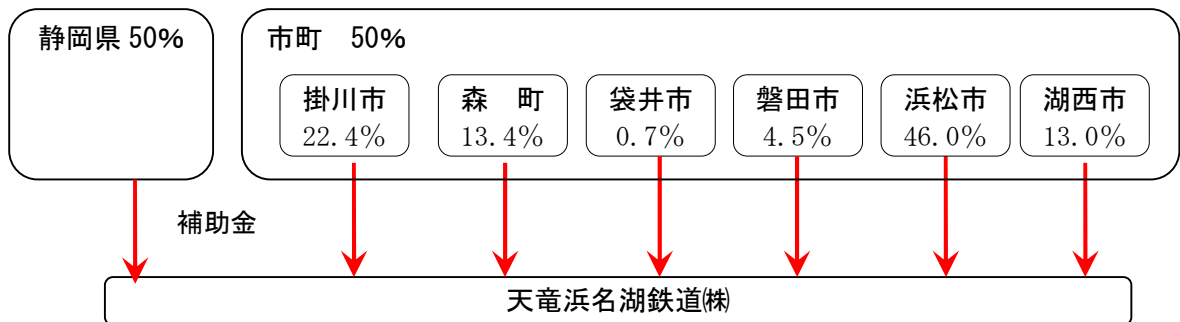 静岡県 50%
市町　50%
掛川市
22.4%
森　町
13.4%
袋井市
0.7%
磐田市
4.5%
浜松市
46.0%
湖西市
13.0%
補助金
天竜浜名湖鉄道㈱